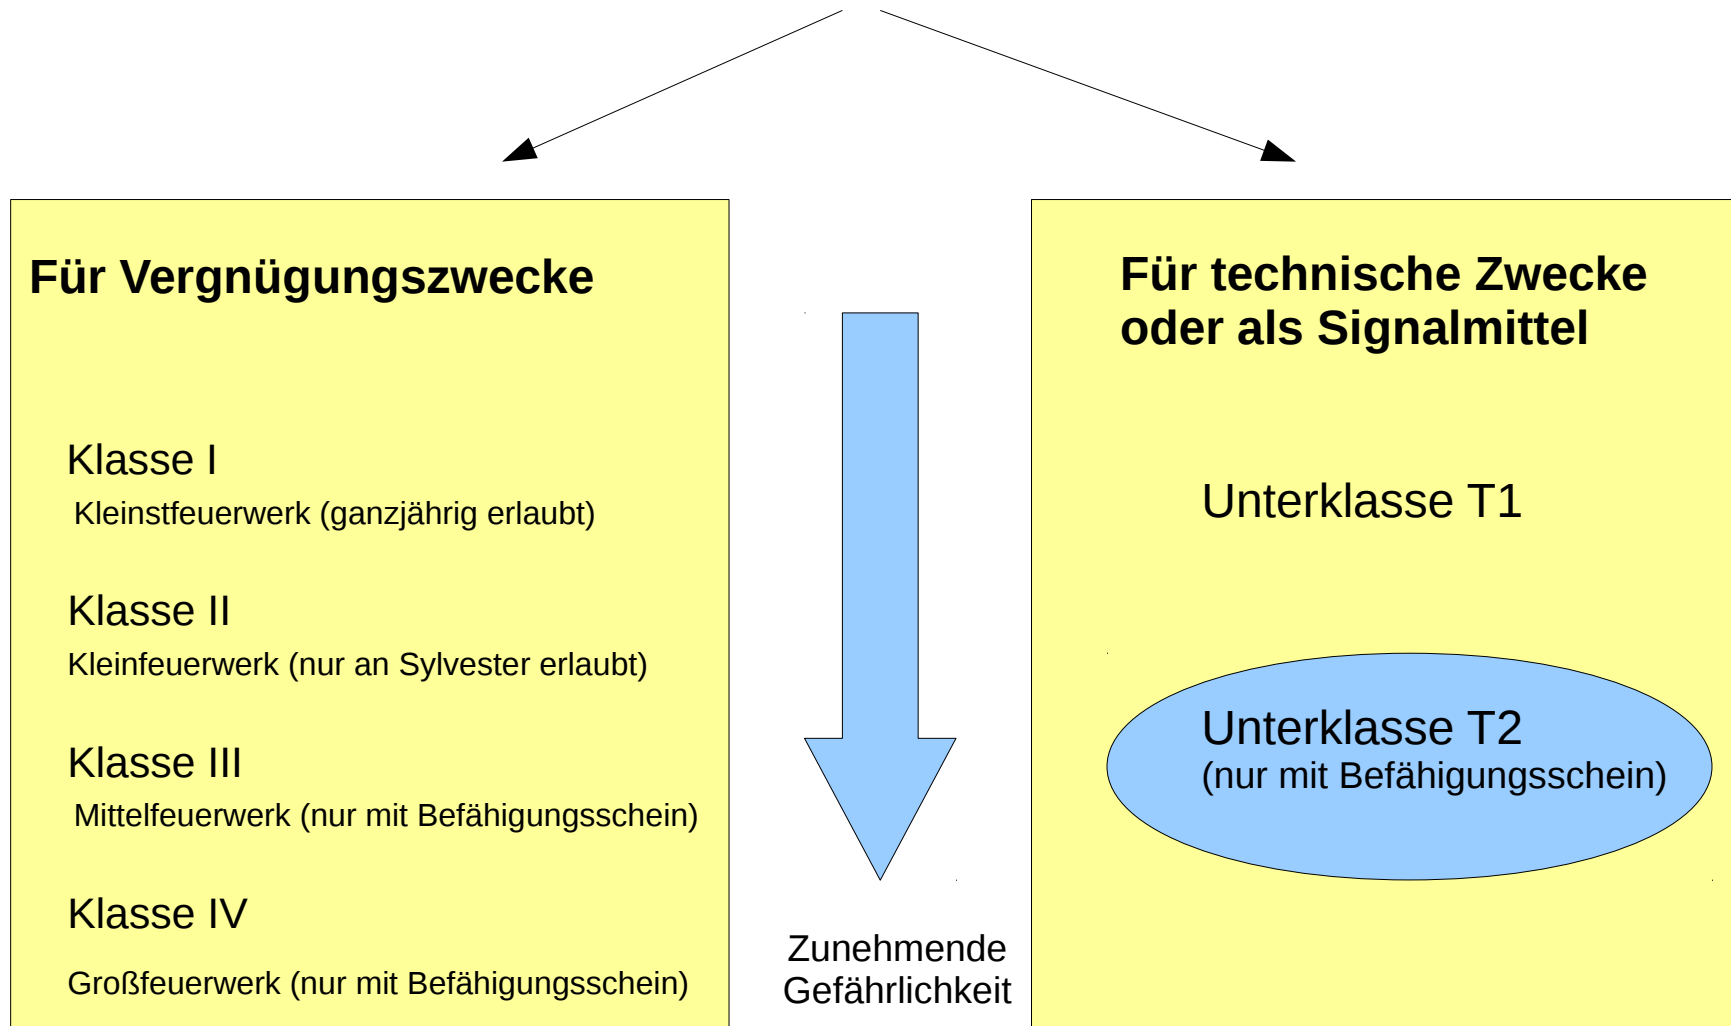 Für Vergnügungszwecke
Klasse I
Kleinstfeuerwerk (ganzjährig erlaubt)
Klasse II
Kleinfeuerwerk (nur an Sylvester erlaubt)
Klasse III
Mittelfeuerwerk (nur mit Befähigungsschein)
Klasse IV
Großfeuerwerk (nur mit Befähigungsschein)
Zunehmende
Gefährlichkeit
Für technische Zwecke
oder als Signalmittel
Unterklasse T1
Unterklasse T2
(nur mit Befähigungsschein)